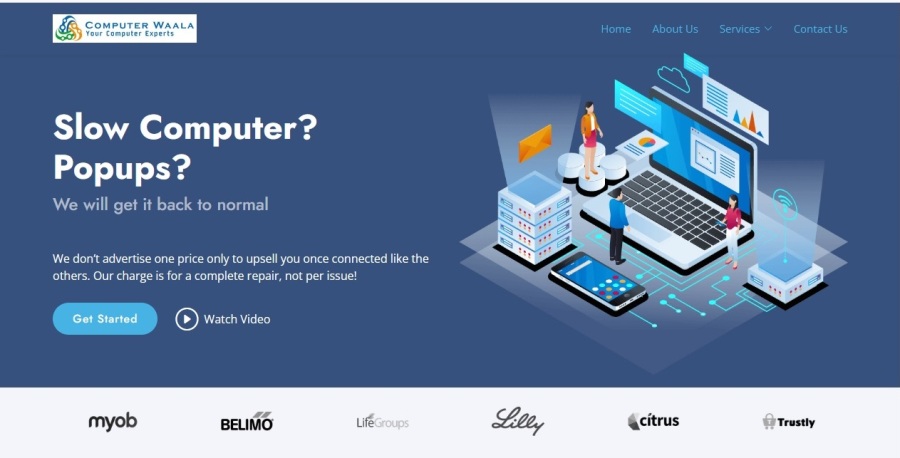 COMPUTER WAALA
Your Computer Experts
Home About Us Services Contact Us
Slow Computer?
Popups?
We will get it back to normal
We don't advertise one price only to upsell you once connected like the
others. Our charge is for a complete repair, not per issue!
Get Started Watch Video
myob BELIMO LifeGroups Lilly cítrus Trustly